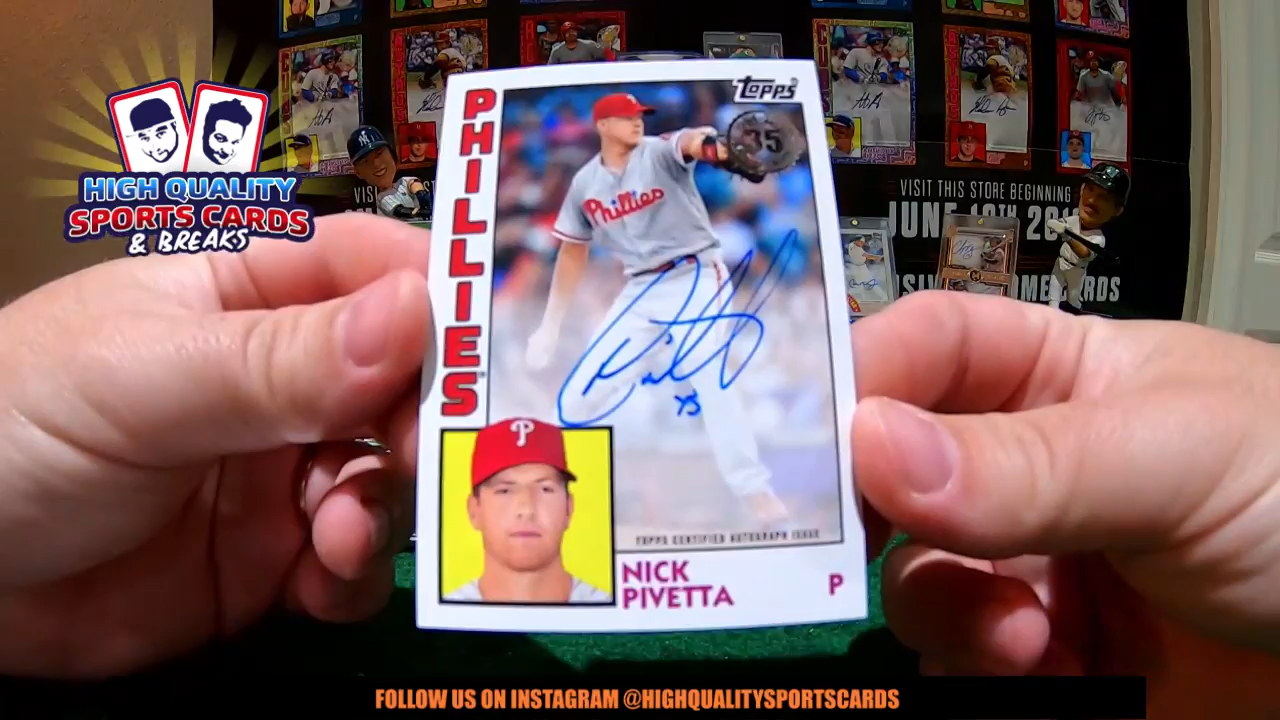 HIGH QUALITY
SPORTS CARDS
& BREAKS
PHILLIES
TOPPS
35
Phillies
P
TOPPS CERTIFIED AUTOGRAPH ISSUE
NICK
PIVETTA
P
VISIT THIS STORE BEGINNING
FOLLOW US ON INSTAGRAM @HIGHQUALITYSPORTSCARDS